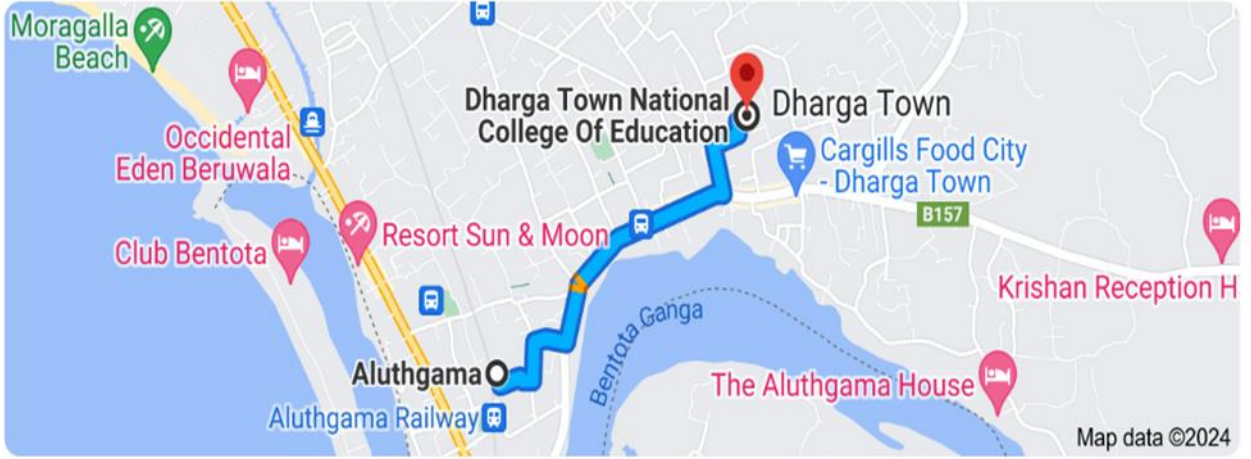 Moragalla
Beach
Occidental
Eden Beruwala
Club Bentota
Resort Sun & Moon
Dharga Town National
College Of Education
Dharga Town
Cargills Food City
- Dharga Town
B157
Krishan Reception H
Bentota Ganga
Aluthgama
Aluthgama Railway
The Aluthgama House
Map data ©2024